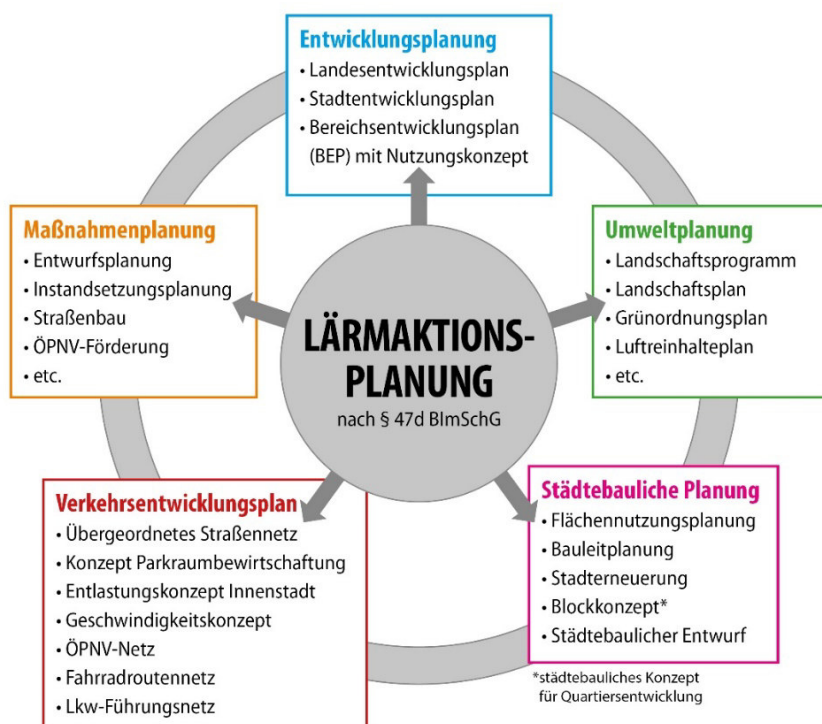 Entwicklungsplanung
• Landesentwicklungsplan
• Stadtentwicklungsplan
• Bereichsentwicklungsplan
(BEP) mit Nutzungskonzept
Maßnahmenplanung
• Entwurfsplanung
• Instandsetzungsplanung
• Straßenbau
• ÖPNV-Förderung
• etc.
Umweltplanung
• Landschaftsprogramm
• Landschaftsplan
• Grünordnungsplan
• Luftreinhalteplan
• etc.
LÄRMAKTIONS-
PLANUNG
nach § 47d BImSchG
Verkehrsentwicklungsplan
• Übergeordnetes Straßennetz
• Konzept Parkraumbewirtschaftung
• Entlastungskonzept Innenstadt
• Geschwindigkeitskonzept
• ÖPNV-Netz
• Fahrradroutennetz
• Lkw-Führungsnetz
Städtebauliche Planung
• Flächennutzungsplanung
• Bauleitplanung
• Stadterneuerung
• Blockkonzept*
• Städtebaulicher Entwurf
*städtebauliches Konzept
für Quartiersentwicklung